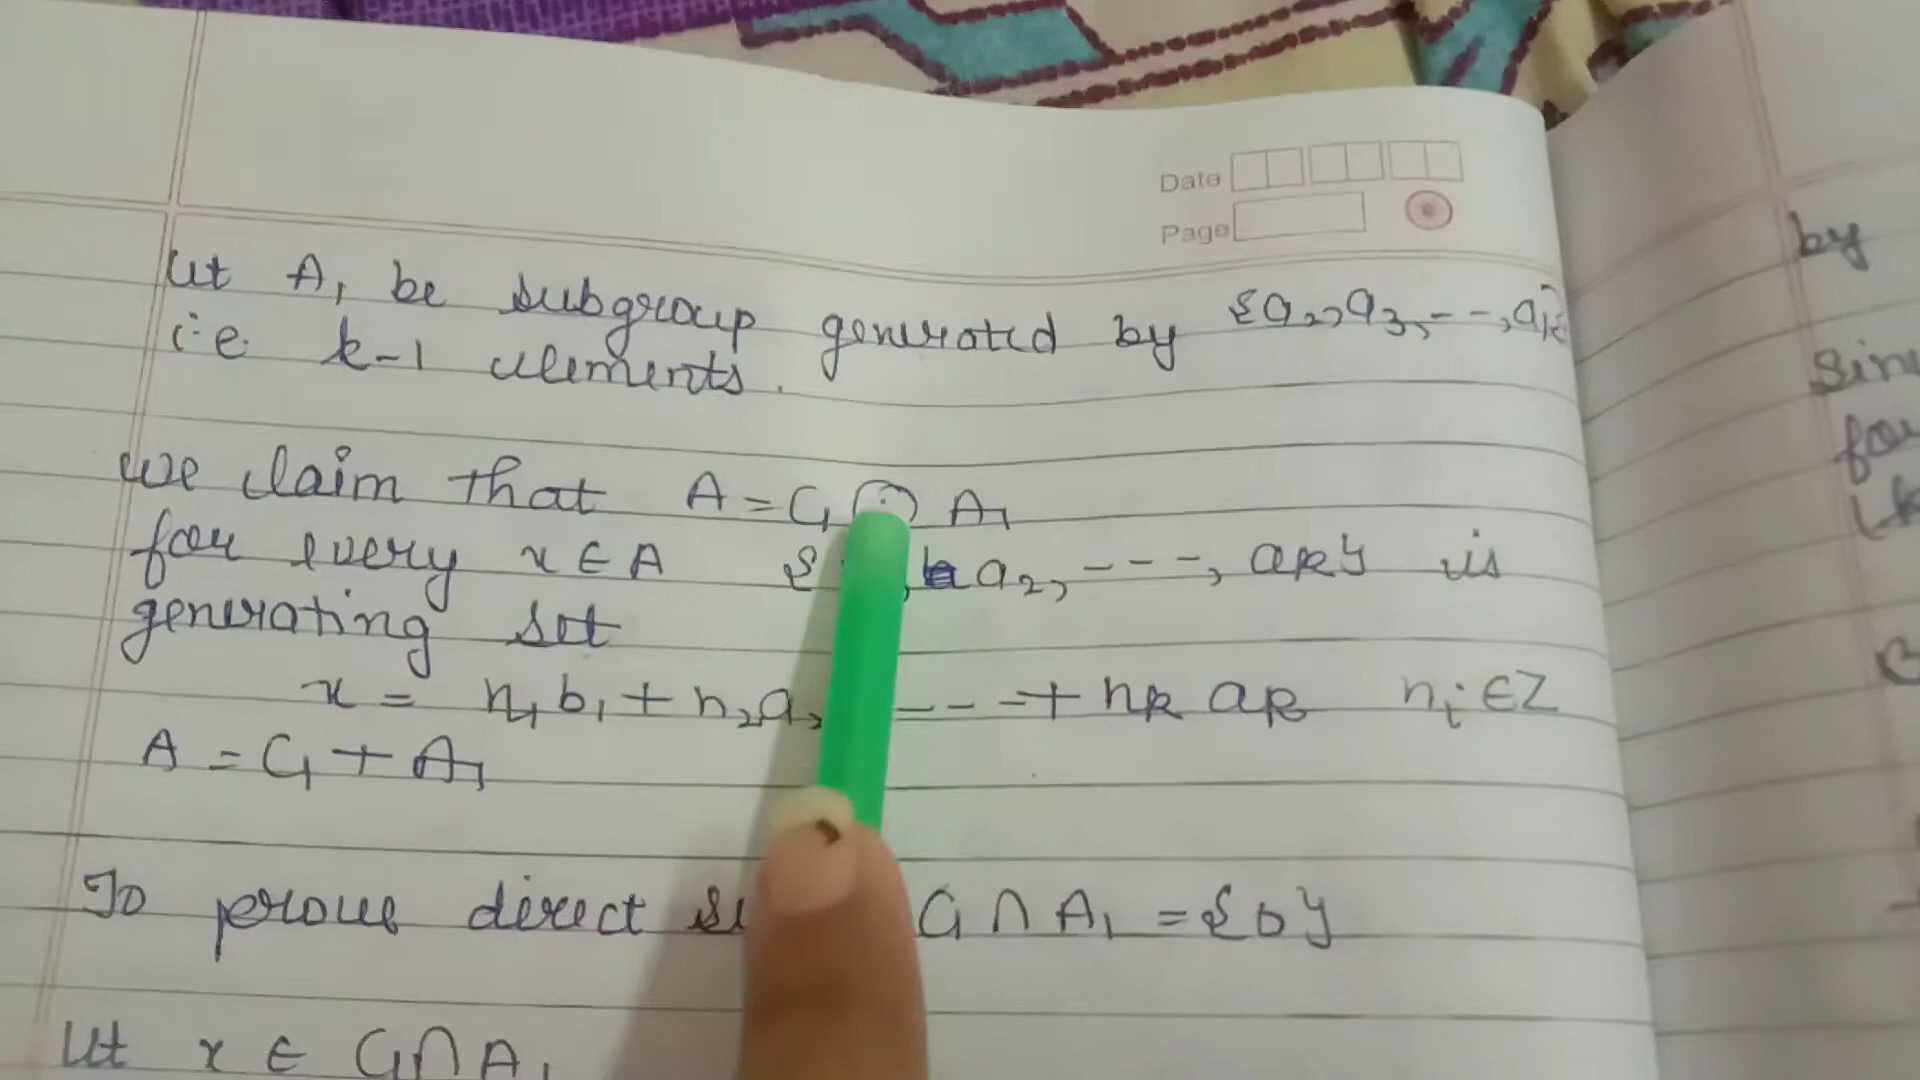 Date
Page
Let A₁ be subgroup generated by {a₂,a₃,--,aₖ
i.e. k-1 elements.
We claim that A = C₁ A₁
for every x ∈ A { a₂,---, aₖ} is
generating set
x = n₁b₁ + n₂a₂ ---+ nₖ aₖ nᵢ ∈ Z
A = C₁ + A₁
To prove direct C₁ ∩ A₁ = {0}
Let x ∈ C₁ ∩ A₁
by